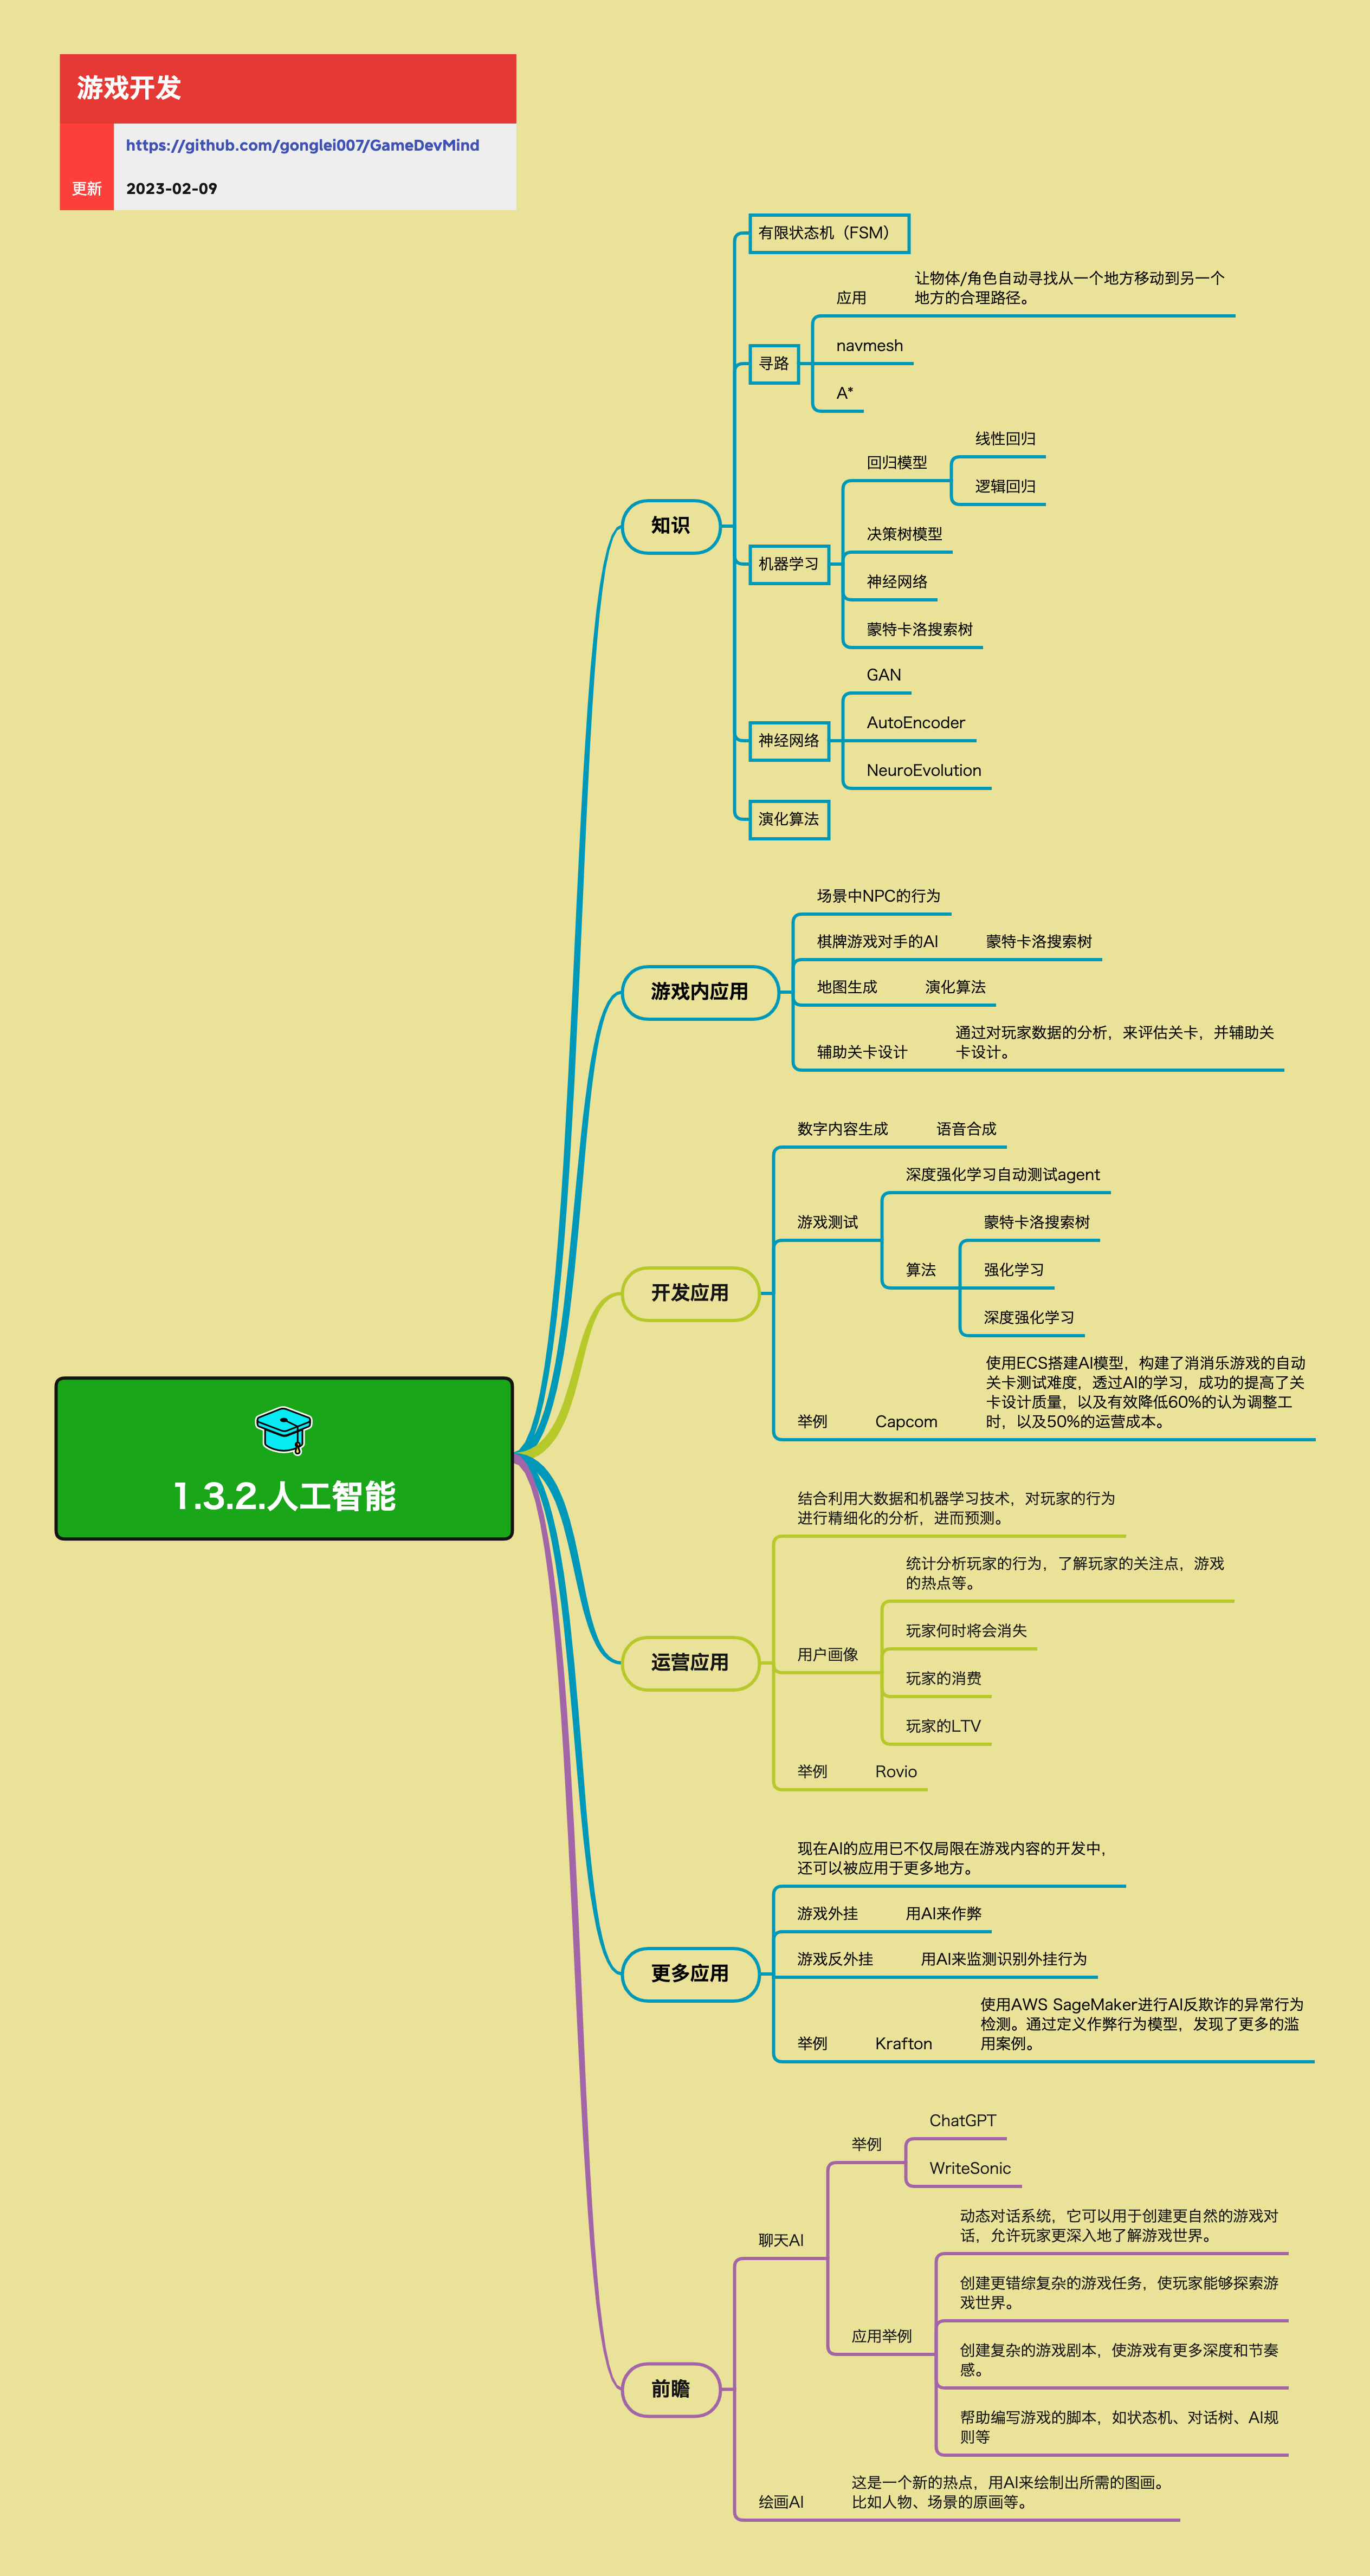 游戏开发
https://github.com/gonglei007/GameDevMind
更新
2023-02-09
1.3.2.人工智能
知识
有限状态机（FSM）
寻路
应用
让物体/角色自动寻找从一个地方移动到另一个
地方的合理路径。
navmesh
A*
机器学习
回归模型
线性回归
逻辑回归
决策树模型
神经网络
蒙特卡洛搜索树
神经网络
GAN
AutoEncoder
NeuroEvolution
演化算法
游戏内应用
场景中NPC的行为
棋牌游戏对手的AI
蒙特卡洛搜索树
地图生成
演化算法
辅助关卡设计
通过对玩家数据的分析，来评估关卡，并辅助关
卡设计。
开发应用
数字内容生成
语音合成
游戏测试
深度强化学习自动测试agent
算法
蒙特卡洛搜索树
强化学习
深度强化学习
举例
Capcom
使用ECS搭建AI模型，构建了消消乐游戏的自动
关卡测试难度，透过AI的学习，成功的提高了关
卡设计质量，以及有效降低60%的认为调整工
时，以及50%的运营成本。
运营应用
结合利用大数据和机器学习技术，对玩家的行为
进行精细化的分析，进而预测。
用户画像
统计分析玩家的行为，了解玩家的关注点，游戏
的热点等。
玩家何时将会消失
玩家的消费
玩家的LTV
举例
Rovio
更多应用
现在AI的应用已不仅局限在游戏内容的开发中，
还可以被应用于更多地方。
游戏外挂
用AI来作弊
游戏反外挂
用AI来监测识别外挂行为
举例
Krafton
使用AWS SageMaker进行AI反欺诈的异常行为
检测。通过定义作弊行为模型，发现了更多的滥
用案例。
前瞻
聊天AI
举例
ChatGPT
WriteSonic
应用举例
动态对话系统，它可以用于创建更自然的游戏对
话，允许玩家更深入地了解游戏世界。
创建更错综复杂的游戏任务，使玩家能够探索游
戏世界。
创建复杂的游戏剧本，使游戏有更多深度和节奏
感。
帮助编写游戏的脚本，如状态机、对话树、AI规
则等
绘画AI
这是一个新的热点，用AI来绘制出所需的图画。
比如人物、场景的原画等。